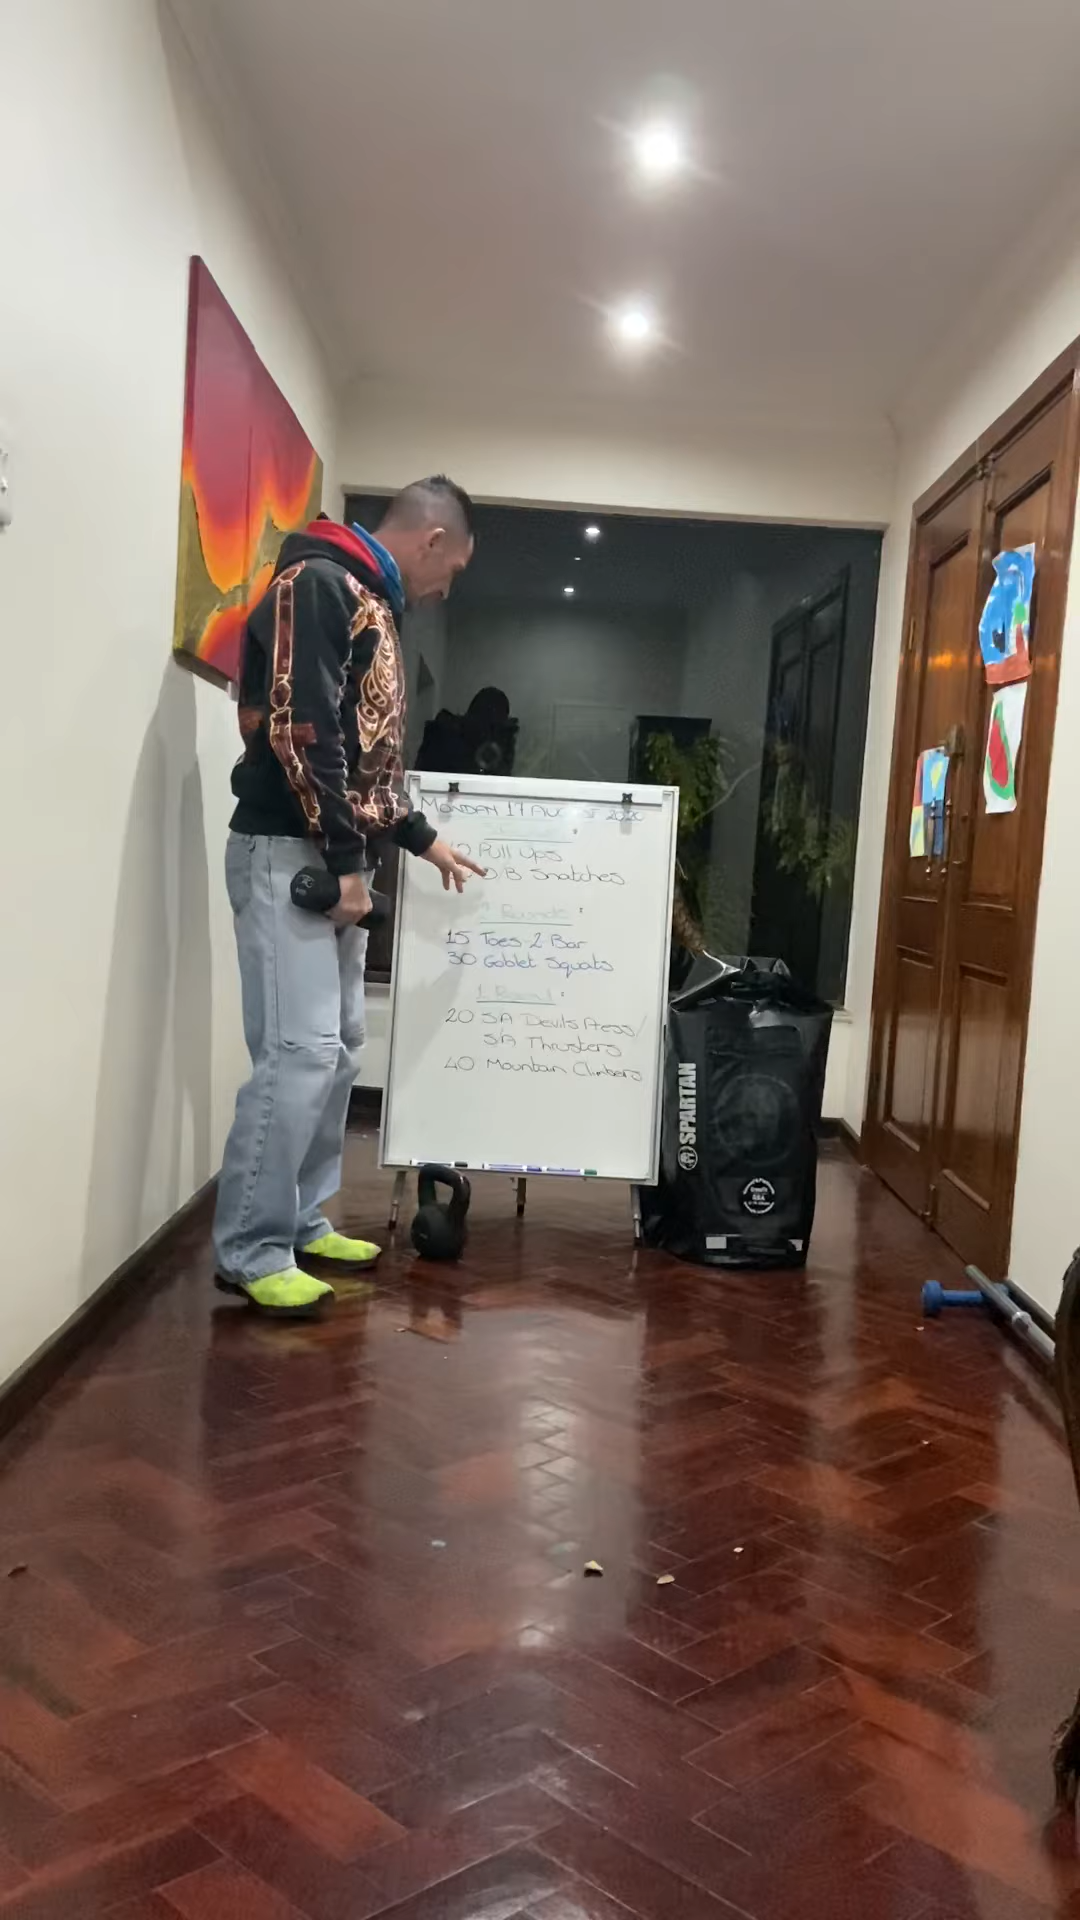 MONDAY 17 AUGUST 2020
Pull Ups
D.B Snatches
2 Rounds:
15 Toes 2 Bar
30 Goblet Squats
1 Round:
20 S/A Devils Press/
S/A Thrusters
40 Mountain Climbers
SPARTAN